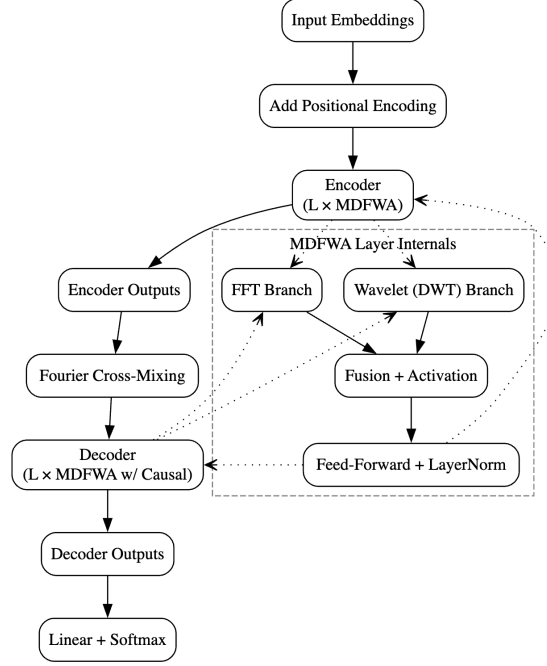 Input Embeddings
Add Positional Encoding
Encoder
(L × MDFWA)
MDFWA Layer Internals
Encoder Outputs
FFT Branch
Wavelet (DWT) Branch
Fourier Cross-Mixing
Fusion + Activation
Decoder
(L × MDFWA w/ Causal)
Feed-Forward + LayerNorm
Decoder Outputs
Linear + Softmax